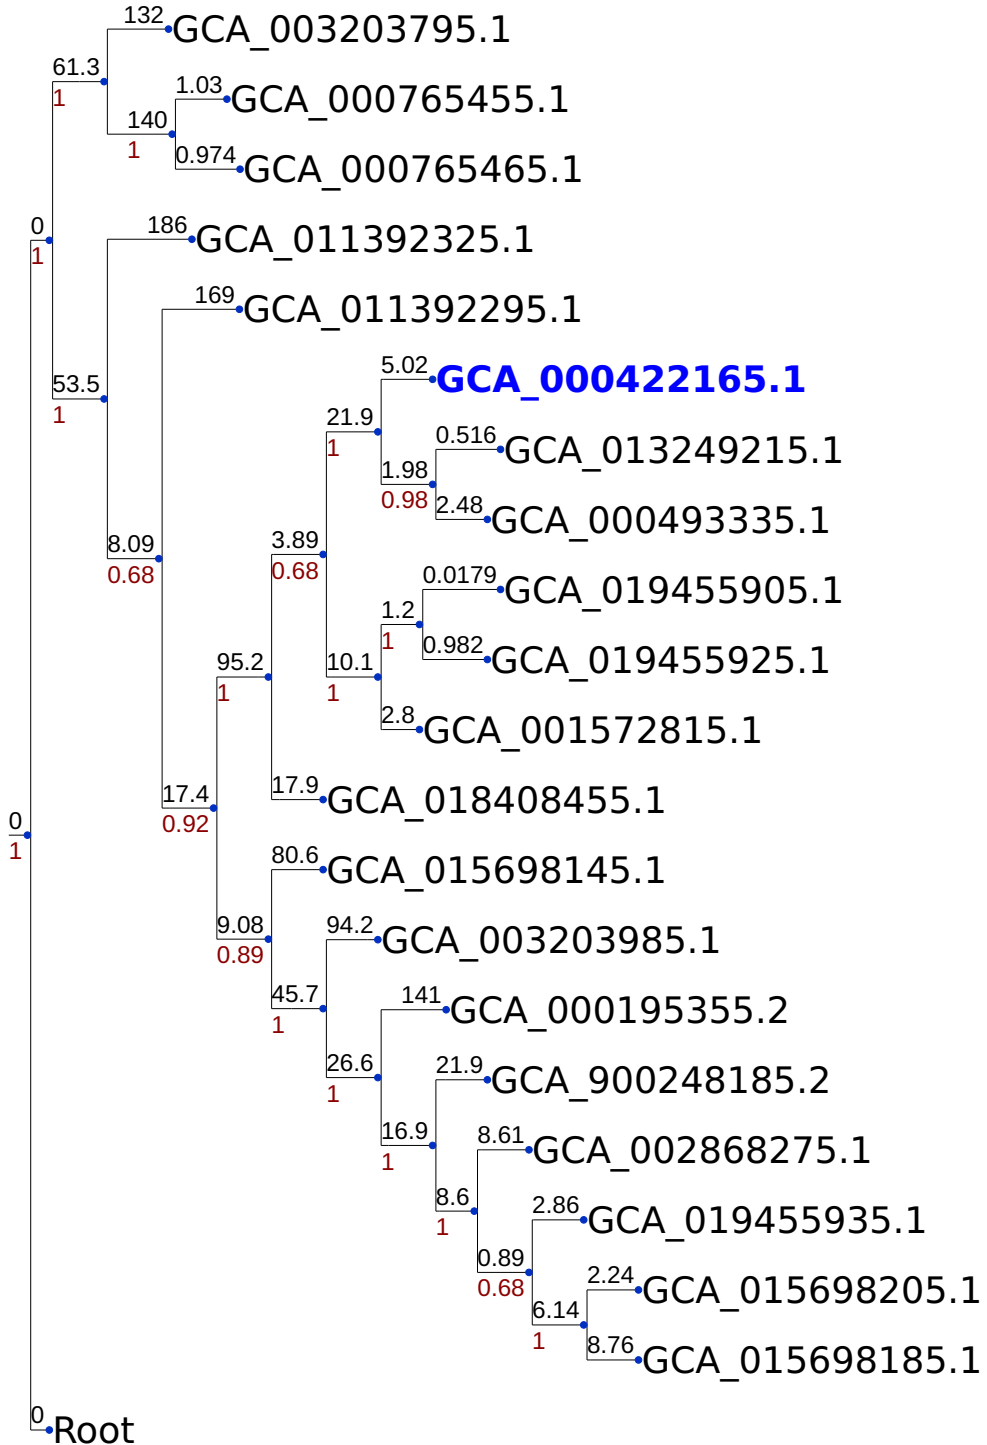 132 GCA_003203795.1
61.3
1
1.03 GCA_000765455.1
140
1
0.974 GCA_000765465.1
0
1
186 GCA_011392325.1
169 GCA_011392295.1
53.5
1
5.02 GCA_000422165.1
21.9
1
0.516 GCA_013249215.1
1.98
0.98
2.48 GCA_000493335.1
8.09
0.68
3.89
0.68
0.0179 GCA_019455905.1
1.2
1
0.982 GCA_019455925.1
95.2
1
10.1
1
2.8 GCA_001572815.1
17.9 GCA_018408455.1
17.4
0.92
0
1
80.6 GCA_015698145.1
9.08
0.89
94.2 GCA_003203985.1
45.7
1
141 GCA_000195355.2
26.6
1
21.9 GCA_900248185.2
16.9
1
8.61 GCA_002868275.1
8.6
1
2.86 GCA_019455935.1
0.89
0.68
2.24 GCA_015698205.1
6.14
1
8.76 GCA_015698185.1
0 Root